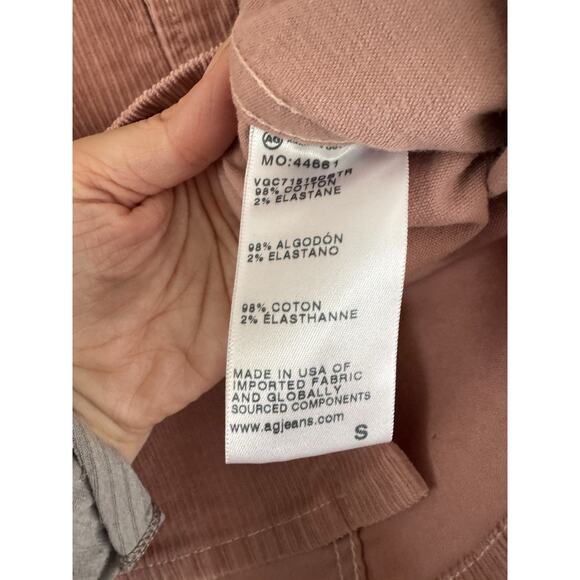 AG
MO:44661
98% COTTON
2% ELASTANE
98% ALGODÓN
2% ELASTANO
98% COTON
2% ÉLASTHANNE
MADE IN USA OF
IMPORTED FABRIC
AND GLOBALLY
SOURCED COMPONENTS
www.agjeans.com
S